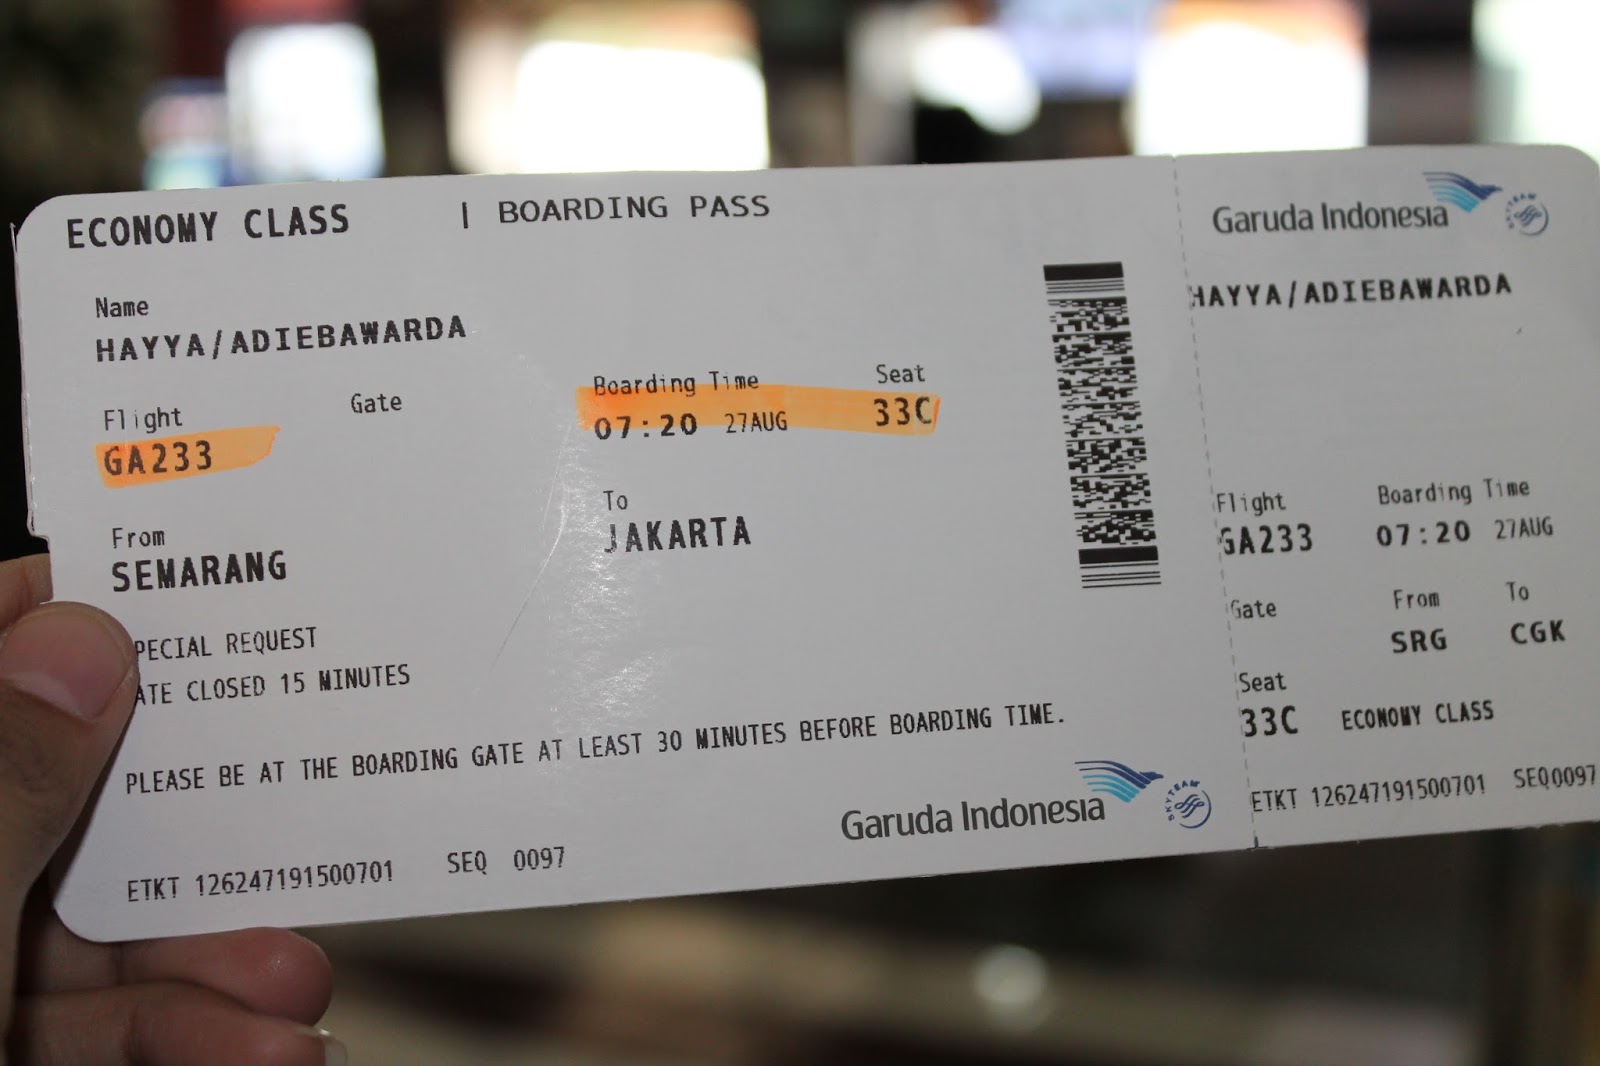 ECONOMY CLASS | BOARDING PASS
Name
HAYYA/ADIEBAWARDA
Flight Gate Boarding Time Seat
GA233 07:20 27AUG 33C
From To
SEMARANG JAKARTA
PECIAL REQUEST
ATE CLOSED 15 MINUTES
PLEASE BE AT THE BOARDING GATE AT LEAST 30 MINUTES BEFORE BOARDING TIME.
Garuda Indonesia SKYTEAM
ETKT 126247191500701 SEQ 0097
Garuda Indonesia SKYTEAM
HAYYA/ADIEBAWARDA
Flight Boarding Time
GA233 07:20 27AUG
Gate From To
SRG CGK
Seat
33C ECONOMY CLASS
ETKT 126247191500701 SEQ0097